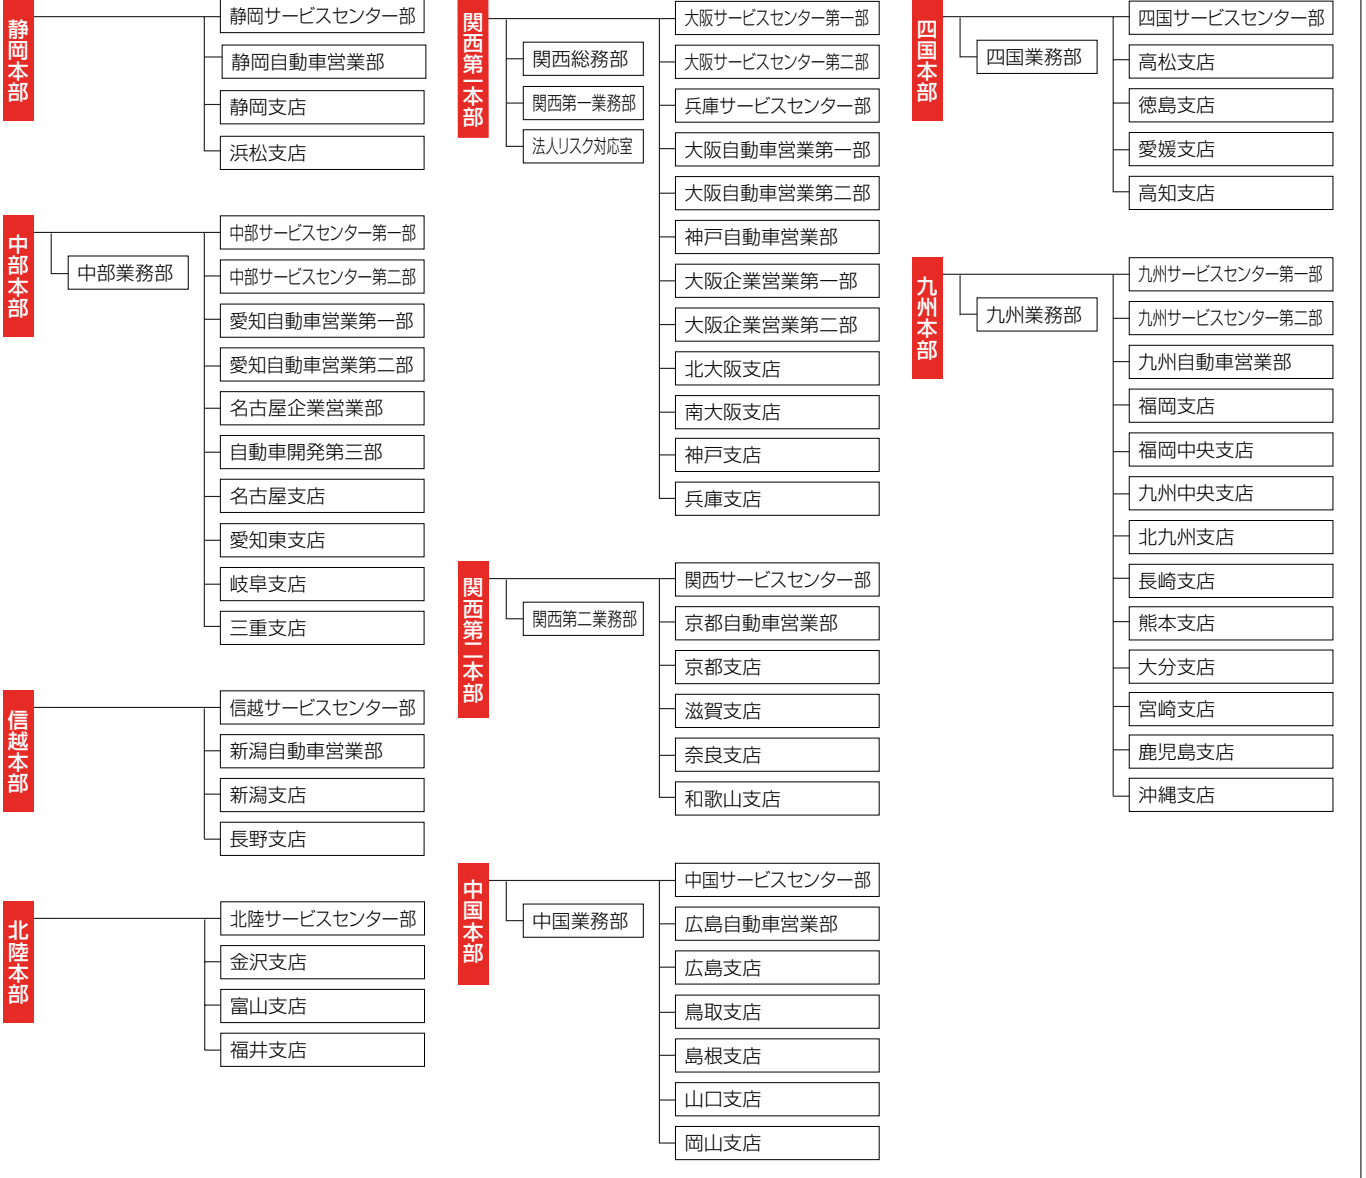 静岡本部
静岡サービスセンター部
静岡自動車営業部
静岡支店
浜松支店
中部本部
中部業務部
中部サービスセンター第一部
中部サービスセンター第二部
愛知自動車営業第一部
愛知自動車営業第二部
名古屋企業営業部
自動車開発第三部
名古屋支店
愛知東支店
岐阜支店
三重支店
信越本部
信越サービスセンター部
新潟自動車営業部
新潟支店
長野支店
北陸本部
北陸サービスセンター部
金沢支店
富山支店
福井支店
関西第一本部
関西総務部
関西第一業務部
法人リスク対応室
大阪サービスセンター第一部
大阪サービスセンター第二部
兵庫サービスセンター部
大阪自動車営業第一部
大阪自動車営業第二部
神戸自動車営業部
大阪企業営業第一部
大阪企業営業第二部
北大阪支店
南大阪支店
神戸支店
兵庫支店
関西第二本部
関西第二業務部
関西サービスセンター部
京都自動車営業部
京都支店
滋賀支店
奈良支店
和歌山支店
中国本部
中国業務部
中国サービスセンター部
広島自動車営業部
広島支店
鳥取支店
島根支店
山口支店
岡山支店
四国本部
四国業務部
四国サービスセンター部
高松支店
徳島支店
愛媛支店
高知支店
九州本部
九州業務部
九州サービスセンター第一部
九州サービスセンター第二部
九州自動車営業部
福岡支店
福岡中央支店
九州中央支店
北九州支店
長崎支店
熊本支店
大分支店
宮崎支店
鹿児島支店
沖縄支店